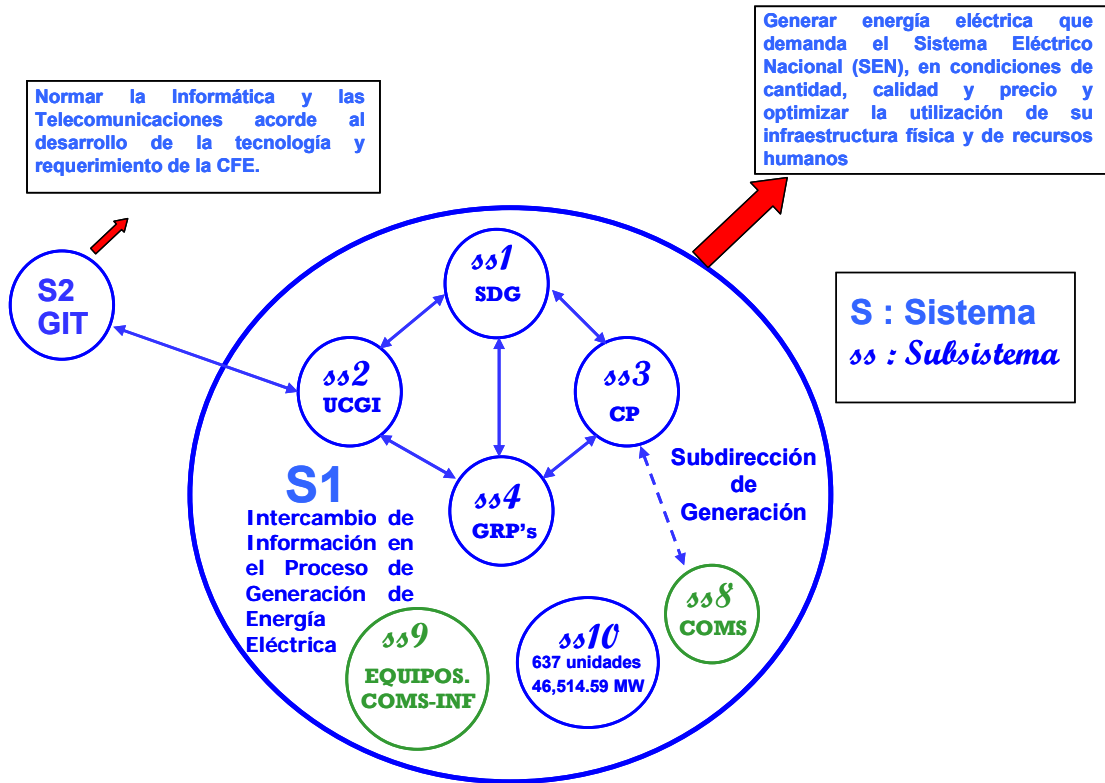 Generar energía eléctrica que
demanda el Sistema Eléctrico
Nacional (SEN), en condiciones de
cantidad, calidad y precio y
optimizar la utilización de su
infraestructura física y de recursos
humanos
Normar la Informática y las
Telecomunicaciones acorde al
desarrollo de la tecnología y
requerimiento de la CFE.
ss1
SDG
S2
GIT
S : Sistema
ss : Subsistema
ss2
UCGI
ss3
CP
Subdirección
de
Generación
S1
Intercambio de
Información en
el Proceso de
Generación de
Energía
Eléctrica
ss4
GRP's
ss8
COMS
ss9
EQUIPOS.
COMS-INF
ss10
637 unidades
46,514.59 MW